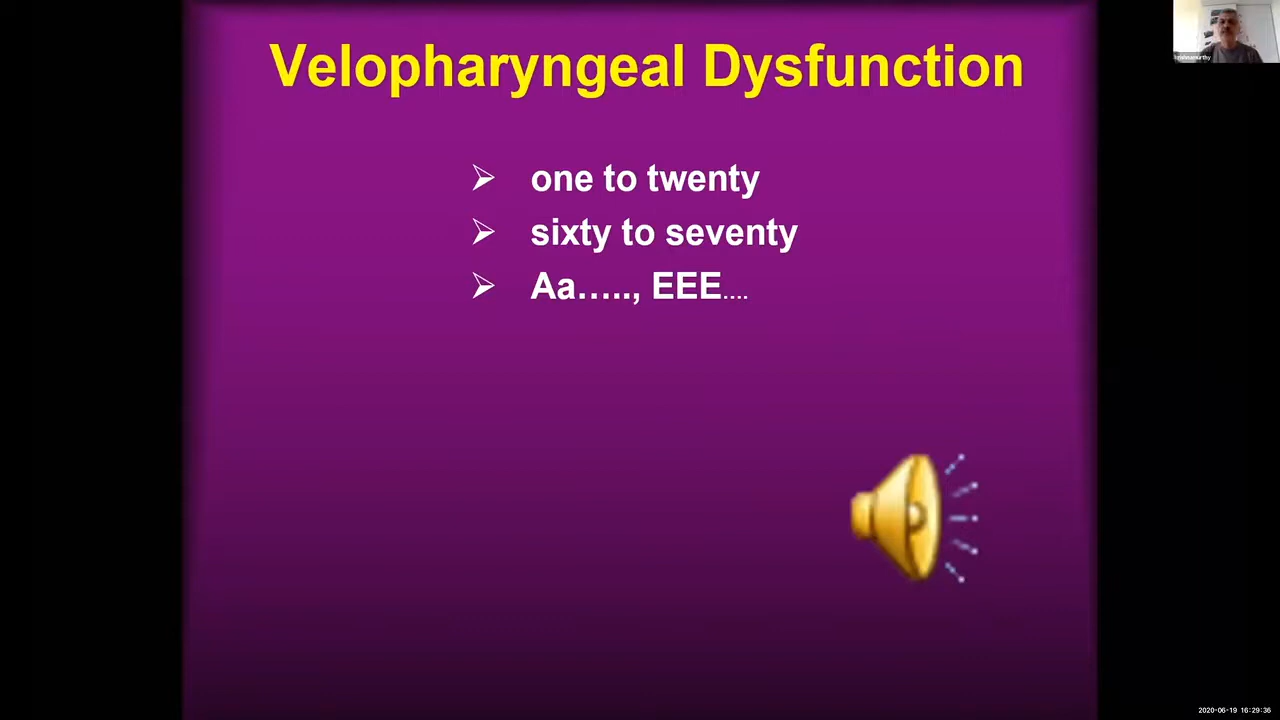 Velopharyngeal Dysfunction
➢ one to twenty
➢ sixty to seventy
➢ Aa….., EEE....
2020-06-19 16:29:36